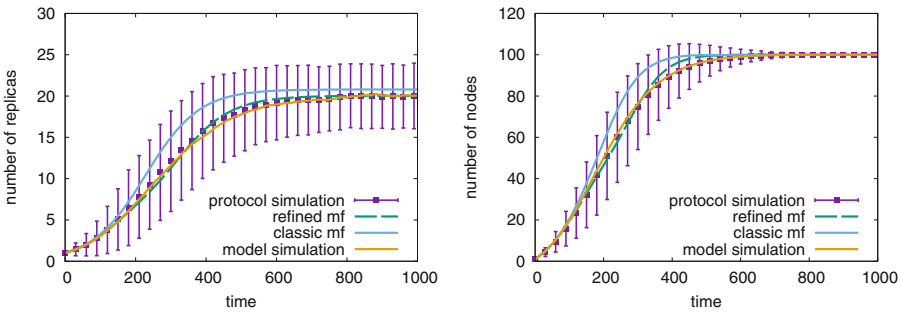 30
25
20
15
10
5
0
number of replicas
protocol simulation
refined mf
classic mf
model simulation
0 200 400 600 800 1000
time
120
100
80
60
40
20
0
number of nodes
protocol simulation
refined mf
classic mf
model simulation
0 200 400 600 800 1000
time